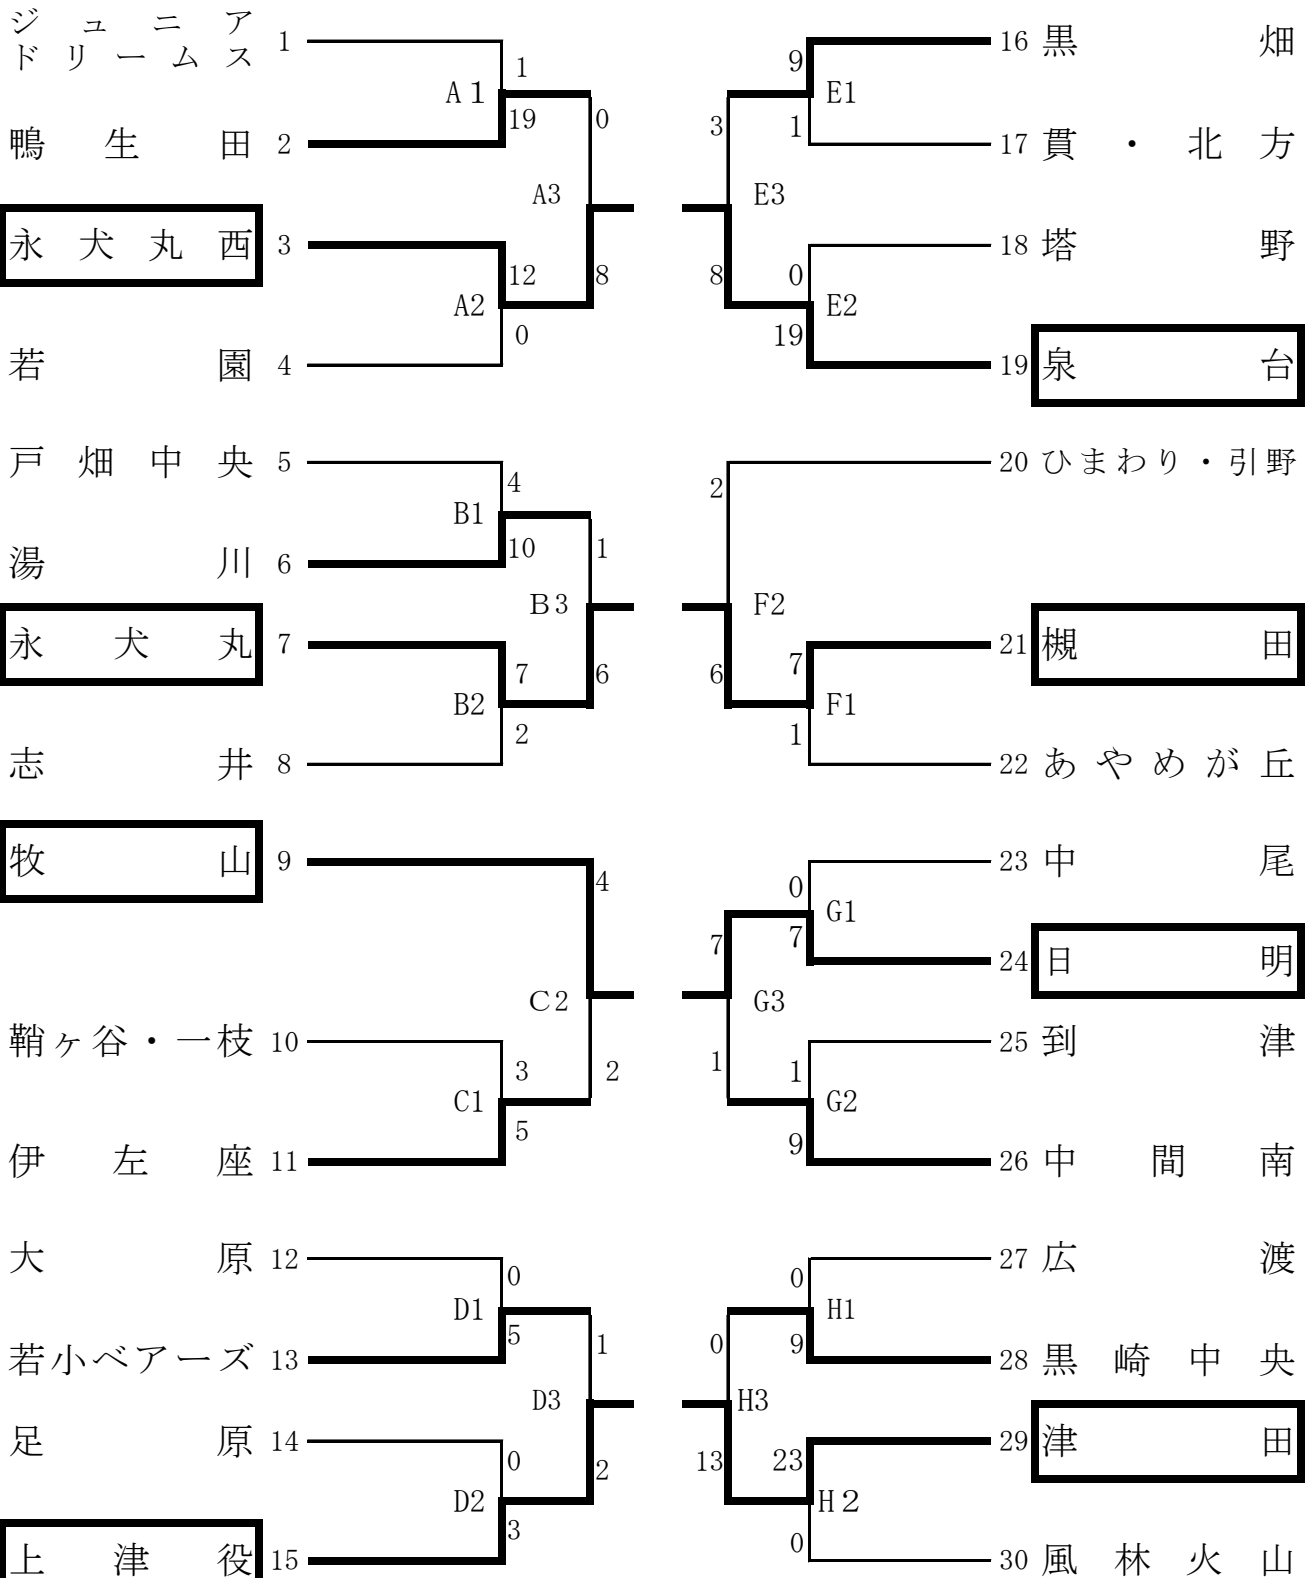 ジュニア
ドリームス 1
鴨生田 2
永犬丸西 3
若園 4
戸畑中央 5
湯川 6
永犬丸 7
志井 8
牧山 9
鞘ヶ谷・一枝 10
伊左座 11
大原 12
若小ベアーズ 13
足原 14
上津役 15
A１
1
19
A2
12
0
A3
0
8
B1
4
10
B2
7
2
Ｂ3
1
6
C1
3
5
Ｃ2
4
2
D1
0
5
D2
0
3
D3
1
2
16 黒畑
17 貫・北方
18 塔野
19 泉台
20 ひまわり・引野
21 槻田
22 あやめが丘
23 中尾
24 日明
25 到津
26 中間南
27 広渡
28 黒崎中央
29 津田
30 風林火山
E1
9
1
E2
0
19
E3
3
8
F1
7
1
F2
2
6
G1
0
7
G2
1
9
G3
7
1
H1
0
9
H２
23
0
H3
0
13